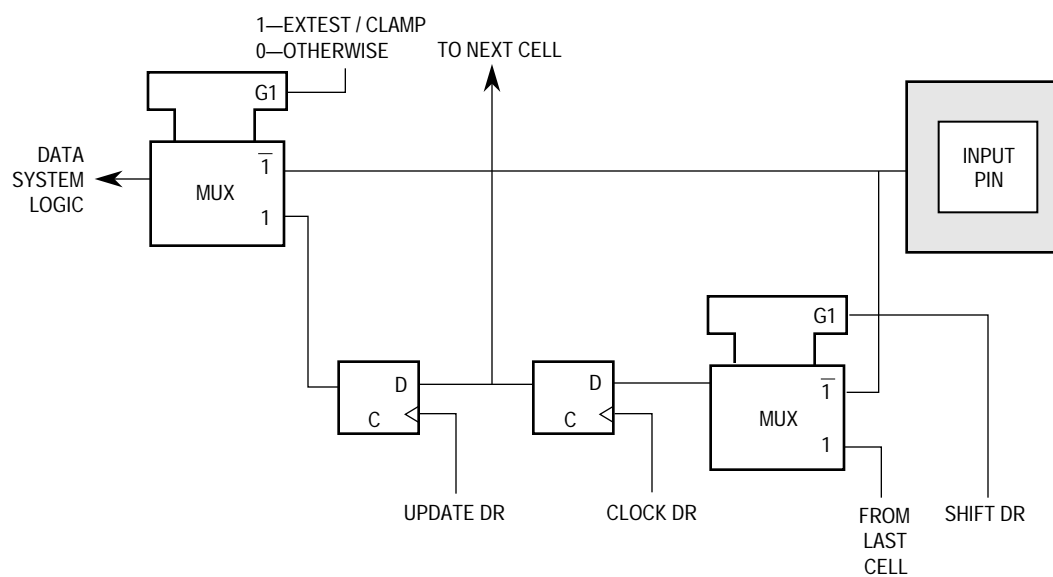 1—EXTEST / CLAMP
0—OTHERWISE
TO NEXT CELL
G1
DATA
SYSTEM
LOGIC
MUX
1
1
INPUT
PIN
G1
D
C
D
C
MUX
1
1
UPDATE DR
CLOCK DR
FROM
LAST
CELL
SHIFT DR